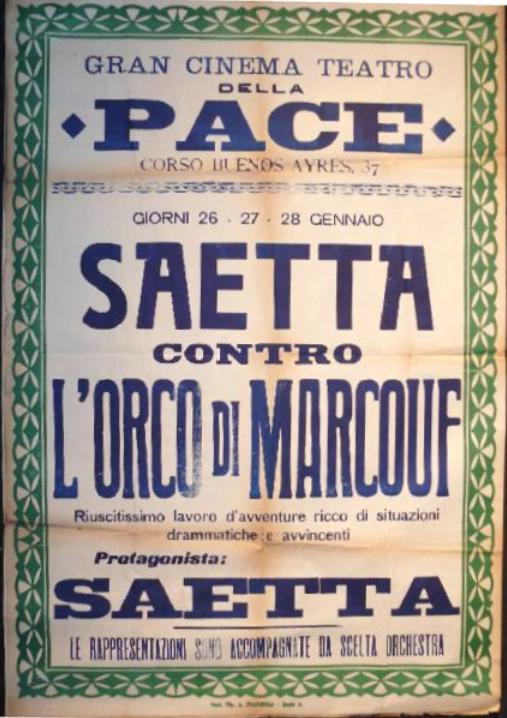 GRAN CINEMA TEATRO
DELLA
PACE
CORSO BUENOS AYRES, 37
GIORNI 26 - 27 - 28 GENNAIO
SAETTA
CONTRO
L'ORCO DI MARCOUF
Riuscitissimo lavoro d'avventure ricco di situazioni
drammatiche e avvincenti
Protagonista:
SAETTA
LE RAPPRESENTAZIONI SONO ACCOMPAGNATE DA SCELTA ORCHESTRA